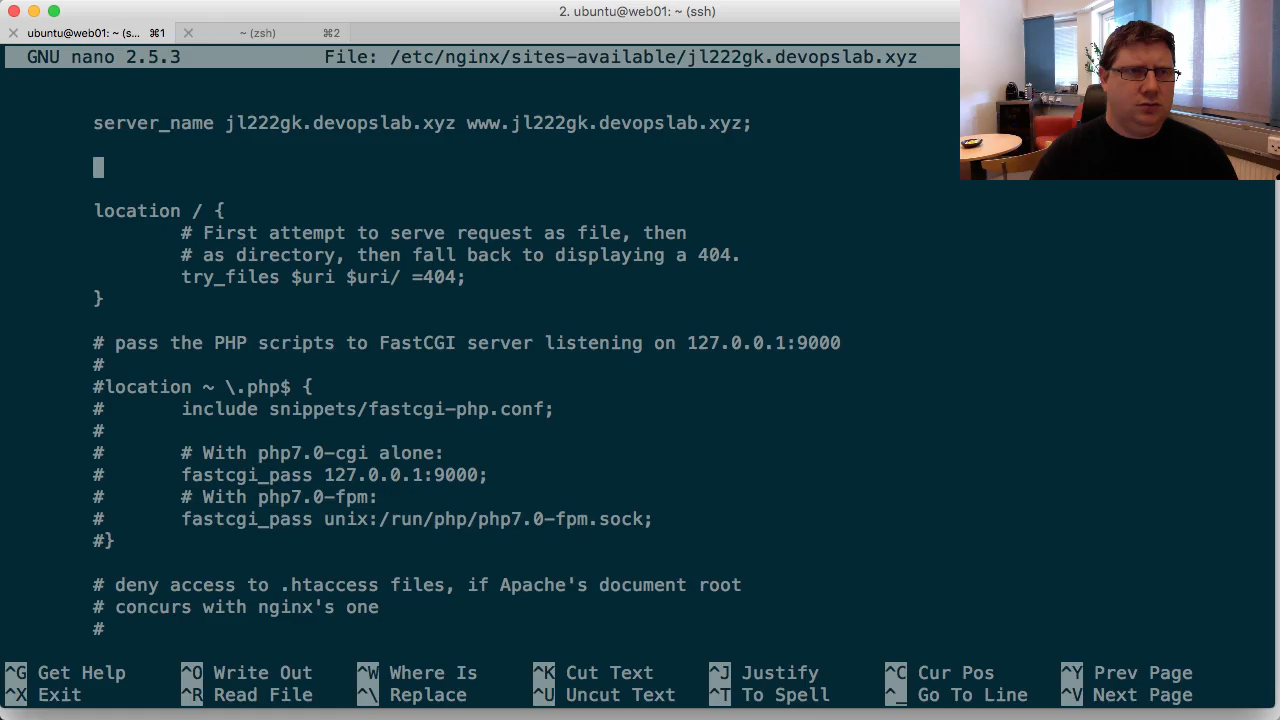 2. ubuntu@web01: ~ (ssh)
ubuntu@web01: ~ (s... ⌘1
~ (zsh) ⌘2
GNU nano 2.5.3 File: /etc/nginx/sites-available/jl222gk.devopslab.xyz
server_name jl222gk.devopslab.xyz www.jl222gk.devopslab.xyz;
location / {
# First attempt to serve request as file, then
# as directory, then fall back to displaying a 404.
try_files $uri $uri/ =404;
}
# pass the PHP scripts to FastCGI server listening on 127.0.0.1:9000
#
#location ~ \.php$ {
# include snippets/fastcgi-php.conf;
#
# # With php7.0-cgi alone:
# fastcgi_pass 127.0.0.1:9000;
# # With php7.0-fpm:
# fastcgi_pass unix:/run/php/php7.0-fpm.sock;
#}
# deny access to .htaccess files, if Apache's document root
# concurs with nginx's one
#
^G Get Help ^O Write Out ^W Where Is ^K Cut Text ^J Justify ^C Cur Pos ^Y Prev Page
^X Exit ^R Read File ^\ Replace ^U Uncut Text ^T To Spell ^_ Go To Line ^V Next Page